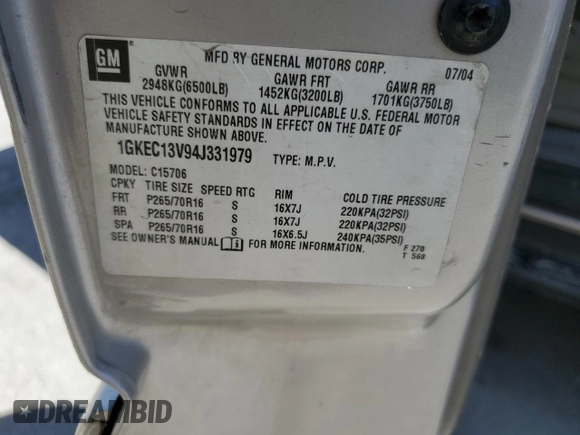 GM
MFD BY GENERAL MOTORS CORP. 07/04
GVWR GAWR FRT GAWR RR
2948KG(6500LB) 1452KG(3200LB) 1701KG(3750LB)
THIS VEHICLE CONFORMS TO ALL APPLICABLE U.S. FEDERAL MOTOR
VEHICLE SAFETY STANDARDS IN EFFECT ON THE DATE OF
MANUFACTURE SHOWN ABOVE.
1GKEC13V94J331979 TYPE: M.P.V.
MODEL: C15706
CPKY TIRE SIZE SPEED RTG RIM COLD TIRE PRESSURE
FRT P265/70R16 S 16X7J 220KPA(32PSI)
RR P265/70R16 S 16X7J 220KPA(32PSI)
SPA P265/70R16 S 16X6.5J 240KPA(35PSI)
SEE OWNER'S MANUAL FOR MORE INFORMATION. F 270
T 560
DREAMBID